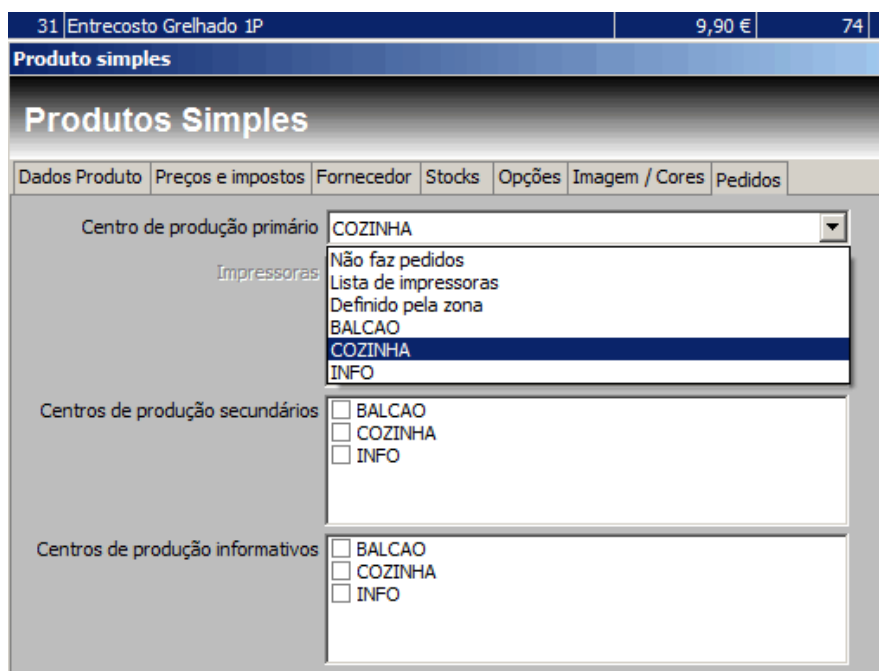 31 Entrecosto Grelhado 1P 9,90 € 74
Produto simples
Produtos Simples
Dados Produto Preços e impostos Fornecedor Stocks Opções Imagem / Cores Pedidos
Centro de produção primário COZINHA
Impressoras
Não faz pedidos
Lista de impressoras
Definido pela zona
BALCAO
COZINHA
INFO
Centros de produção secundários
BALCAO
COZINHA
INFO
Centros de produção informativos
BALCAO
COZINHA
INFO